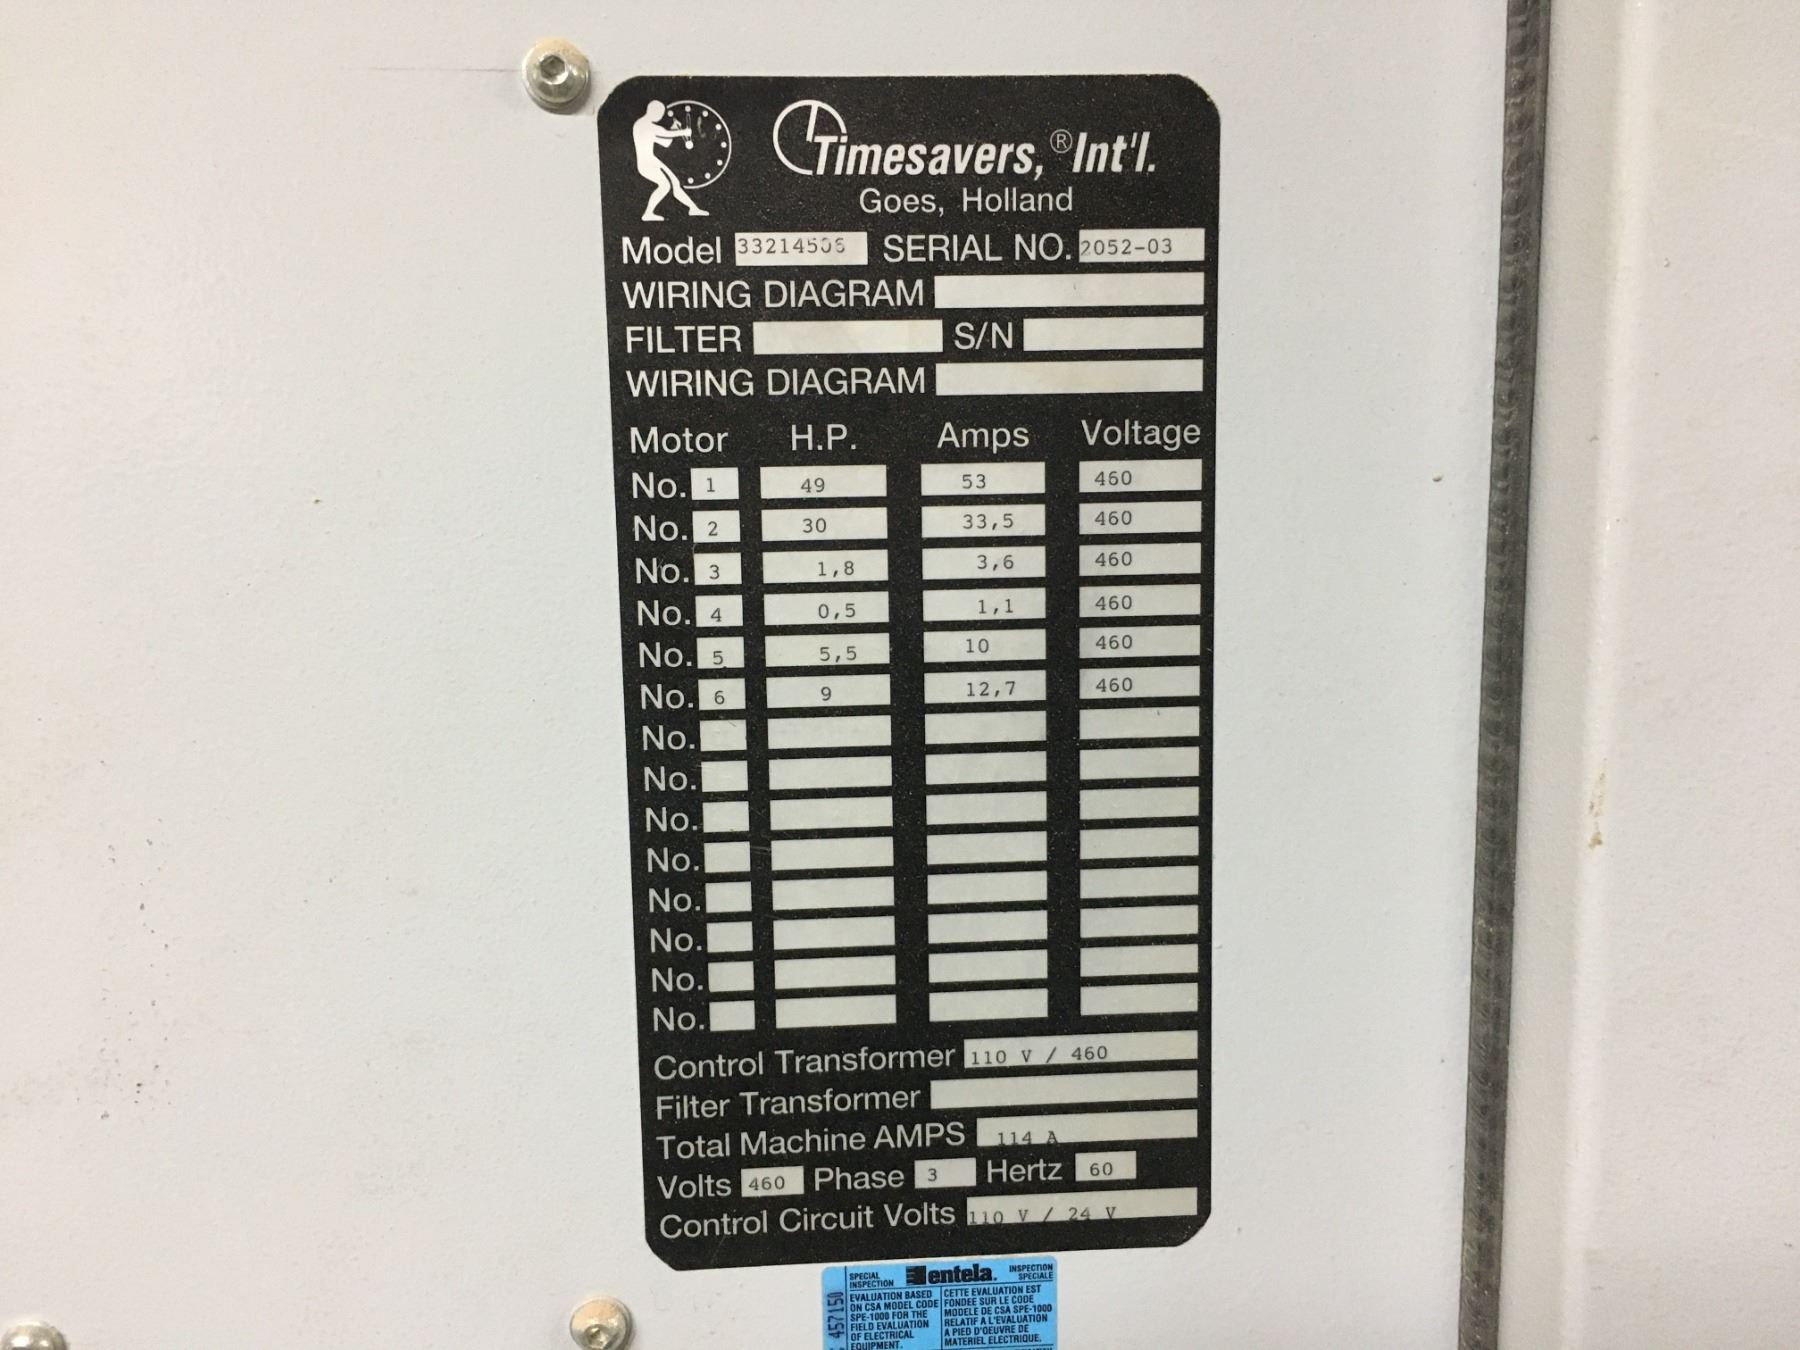 Timesavers,® Int'l.
Goes, Holland
Model SERIAL NO. 2052-03
WIRING DIAGRAM
FILTER S/N
WIRING DIAGRAM
Motor H.P. Amps Voltage
No. 1 49 53 460
No. 2 30 33,5 460
No. 3 1,8 3,6 460
No. 4 0,5 1,1 460
No. 5 5,5 10 460
No. 6 9 12,7 460
No.
No.
No.
No.
No.
No.
No.
No.
Control Transformer 110 V / 460
Filter Transformer
Total Machine AMPS 114 A
Volts 460 Phase 3 Hertz 60
Control Circuit Volts 110 V / 24 V
SPECIAL INSPECTION
entela.
INSPECTION SPECIALE
457150
EVALUATION BASED
ON CSA MODEL CODE
SPE-1000 FOR THE
FIELD EVALUATION
OF ELECTRICAL
EQUIPMENT.
CETTE EVALUATION EST
FONDEE SUR LE CODE
MODELE DE CSA SPE-1000
RELATIF A L'EVALUATION
A PIED D'OEUVRE DE
MATERIEL ELECTRIQUE.